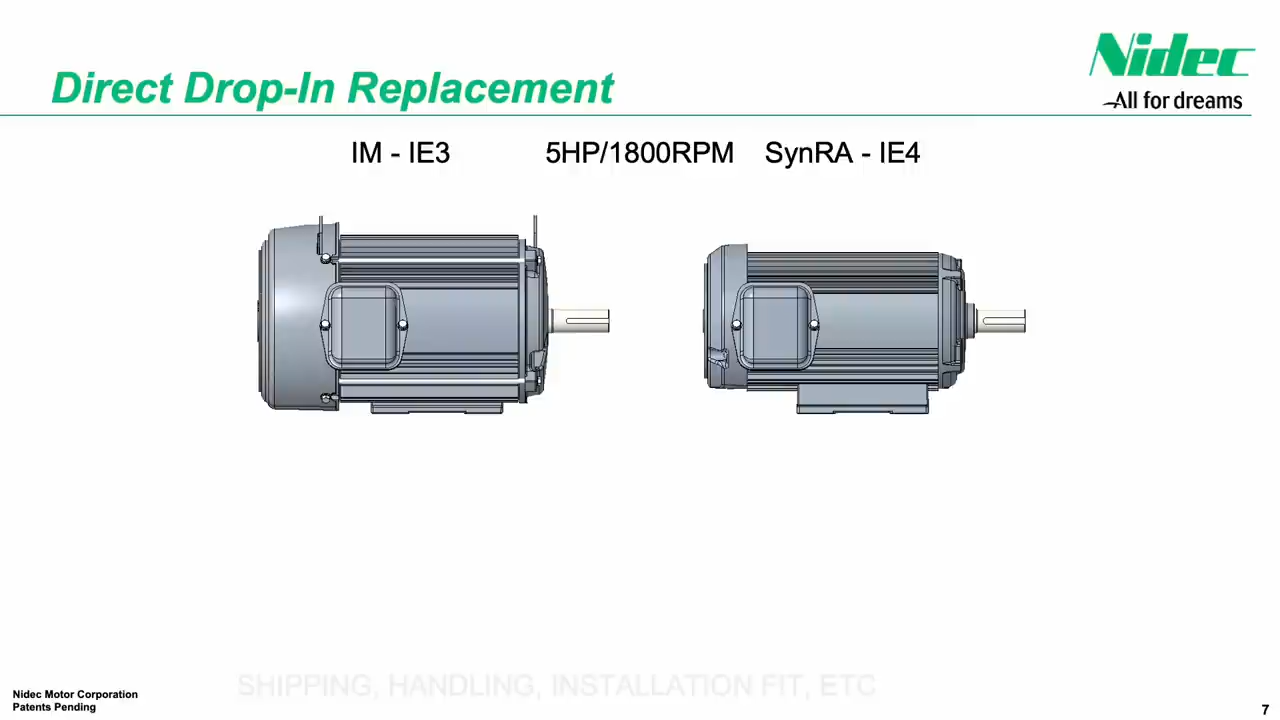 Nidec
All for dreams
Direct Drop-In Replacement
IM - IE3 5HP/1800RPM SynRA - IE4
SHIPPING, HANDLING, INSTALLATION FIT, ETC
Nidec Motor Corporation
Patents Pending
7